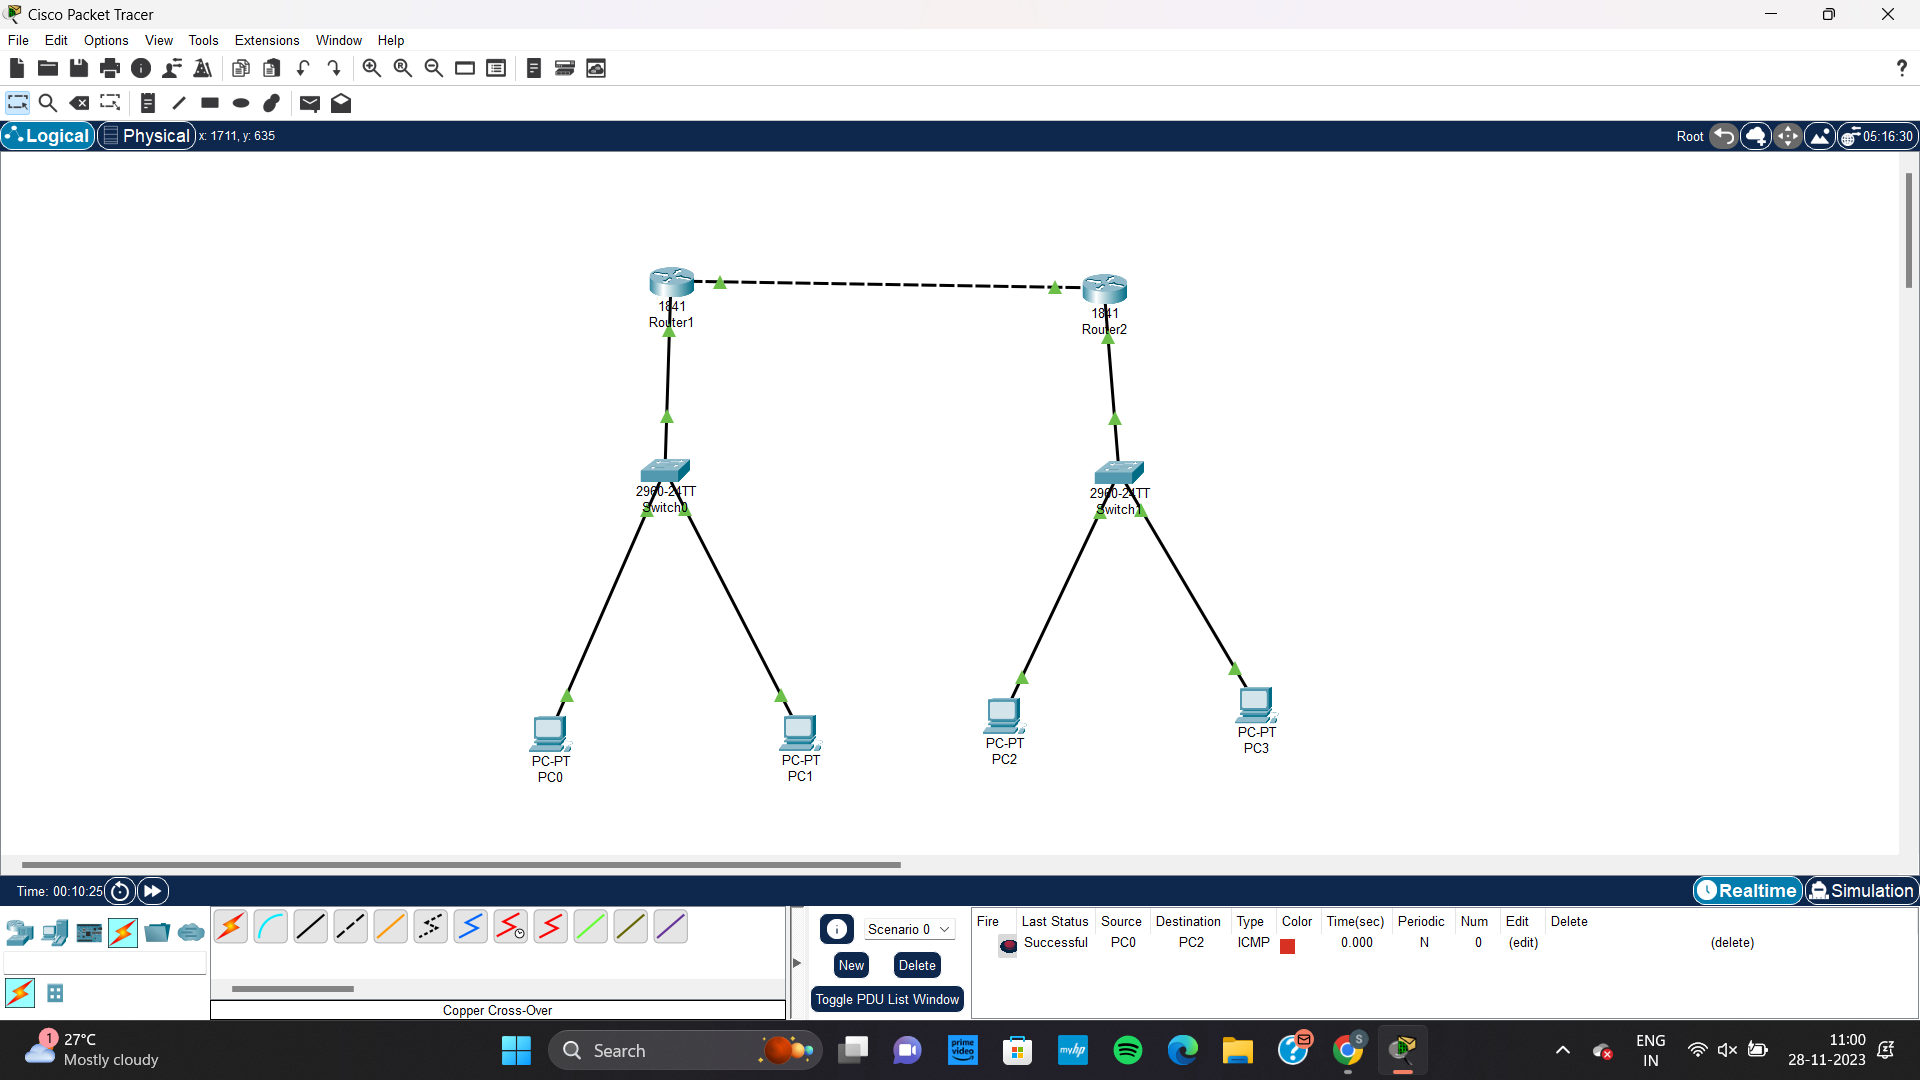 Cisco Packet Tracer
File Edit Options View Tools Extensions Window Help
?
Logical Physical x: 1711, y: 635 Root 05:16:30
1841
Router1
1841
Router2
2960-24TT
Switch0
2960-24TT
Switch1
PC-PT
PC0
PC-PT
PC1
PC-PT
PC2
PC-PT
PC3
Time: 00:10:25 Realtime Simulation
Scenario 0
New Delete
Toggle PDU List Window
Fire Last Status Source Destination Type Color Time(sec) Periodic Num Edit Delete
Successful PC0 PC2 ICMP 0.000 N 0 (edit) (delete)
Copper Cross-Over
1
27°C
Mostly cloudy
Search
prime video
myhp
S
ENG
IN
11:00
28-11-2023